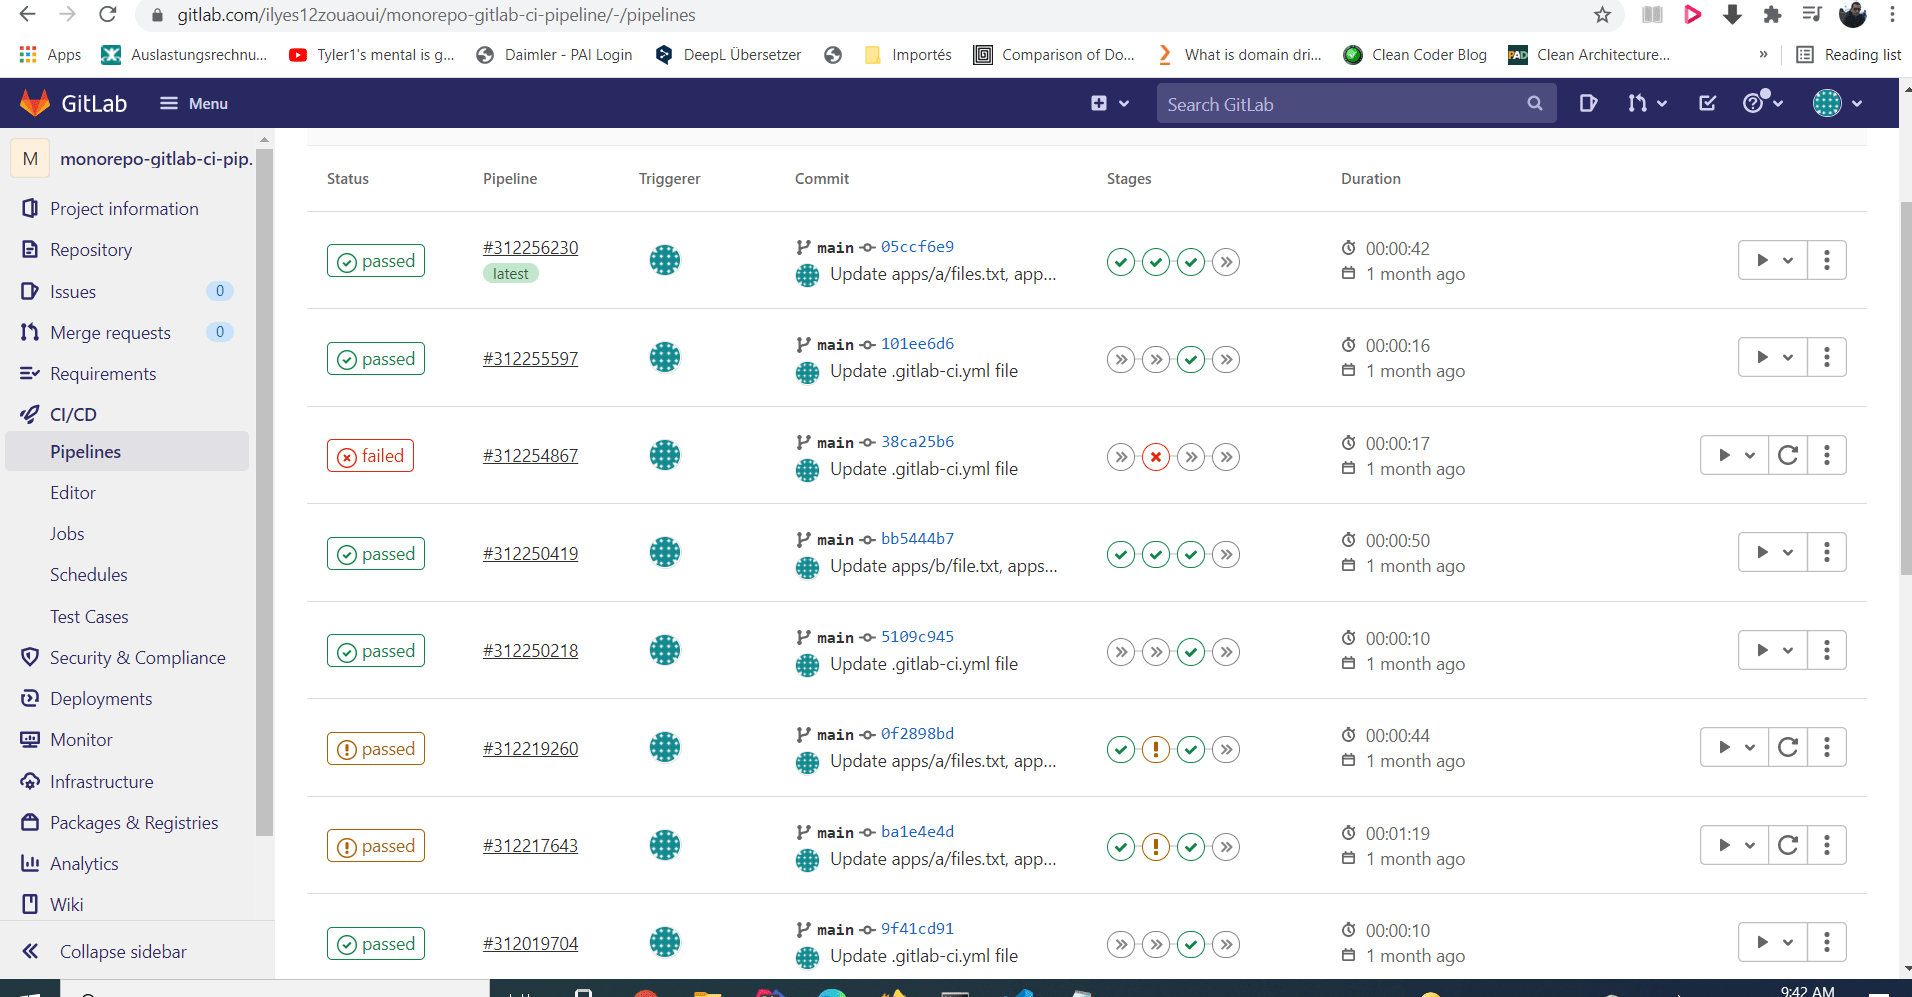 gitlab.com/ilyes12zouaoui/monorepo-gitlab-ci-pipeline/-/pipelines
Apps Auslastungsrechnu... Tyler1's mental is g... Daimler - PAI Login DeepL Übersetzer Importés Comparison of Do... What is domain dri... Clean Coder Blog PAD Clean Architecture... » Reading list
GitLab Menu Search GitLab
M monorepo-gitlab-ci-pip.
Project information
Repository
Issues 0
Merge requests 0
Requirements
CI/CD
Pipelines
Editor
Jobs
Schedules
Test Cases
Security & Compliance
Deployments
Monitor
Infrastructure
Packages & Registries
Analytics
Wiki
Collapse sidebar
Status Pipeline Triggerer Commit Stages Duration
passed #312256230 main 05ccf6e9 00:00:42
latest Update apps/a/files.txt, app... 1 month ago
passed #312255597 main 101ee6d6 00:00:16
Update .gitlab-ci.yml file 1 month ago
failed #312254867 main 38ca25b6 00:00:17
Update .gitlab-ci.yml file 1 month ago
passed #312250419 main bb5444b7 00:00:50
Update apps/b/file.txt, apps... 1 month ago
passed #312250218 main 5109c945 00:00:10
Update .gitlab-ci.yml file 1 month ago
passed #312219260 main 0f2898bd 00:00:44
Update apps/a/files.txt, app... 1 month ago
passed #312217643 main ba1e4e4d 00:01:19
Update apps/a/files.txt, app... 1 month ago
passed #312019704 main 9f41cd91 00:00:10
Update .gitlab-ci.yml file 1 month ago
9:42 AM